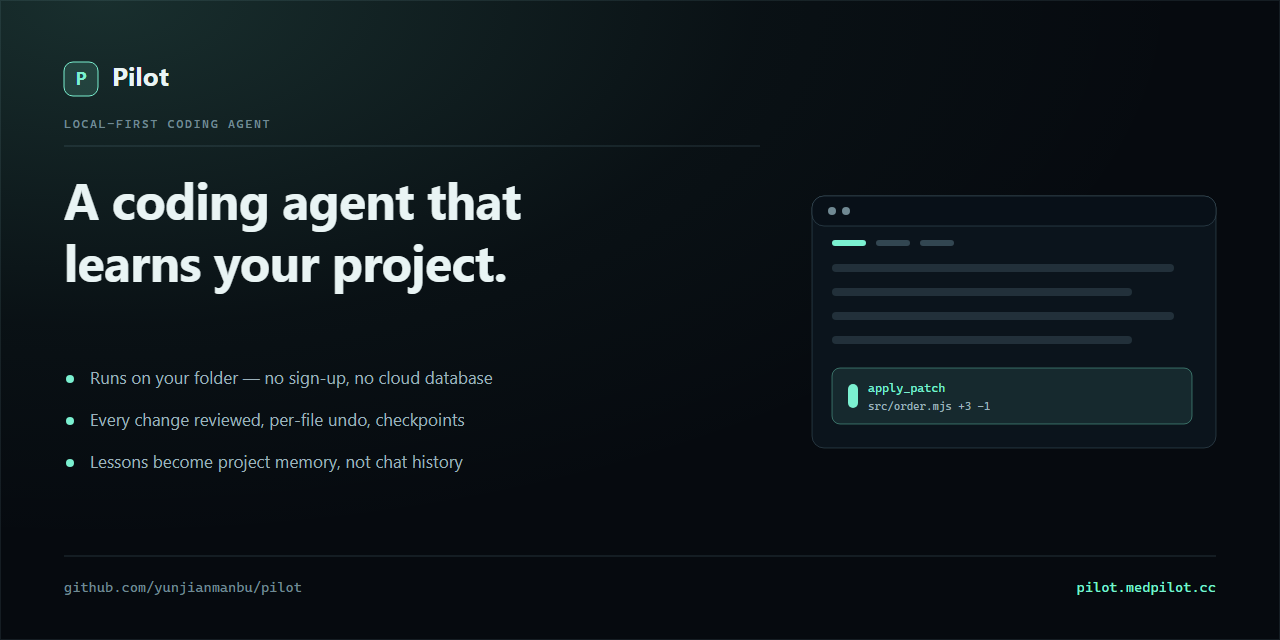 P Pilot
LOCAL-FIRST CODING AGENT
A coding agent that
learns your project.
Runs on your folder — no sign-up, no cloud database
Every change reviewed, per-file undo, checkpoints
Lessons become project memory, not chat history
apply_patch
src/order.mjs +3 −1
github.com/yunjianmanbu/pilot
pilot.medpilot.cc